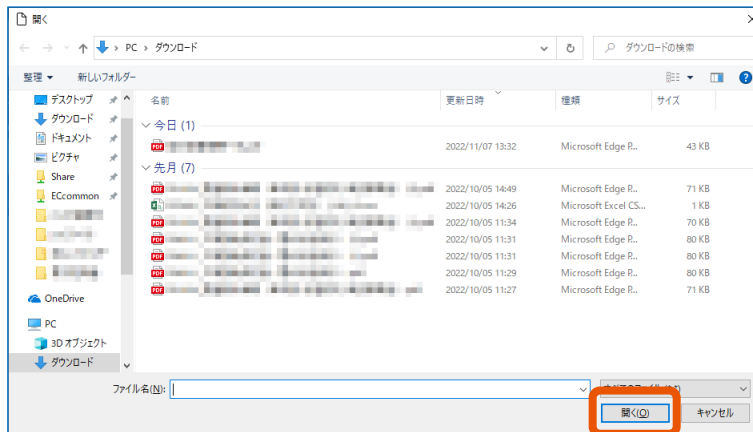 開く
PC › ダウンロード
ダウンロードの検索
整理 新しいフォルダー
デスクトップ
ダウンロード
ドキュメント
ピクチャ
Share
ECcommon
OneDrive
PC
3D オブジェクト
ダウンロード
名前 更新日時 種類 サイズ
今日 (1)
2022/11/07 13:32 Microsoft Edge P... 43 KB
先月 (7)
2022/10/05 14:49 Microsoft Edge P... 71 KB
2022/10/05 14:26 Microsoft Excel CS... 1 KB
2022/10/05 11:34 Microsoft Edge P... 70 KB
2022/10/05 11:31 Microsoft Edge P... 80 KB
2022/10/05 11:31 Microsoft Edge P... 80 KB
2022/10/05 11:29 Microsoft Edge P... 80 KB
2022/10/05 11:27 Microsoft Edge P... 71 KB
ファイル名(N):
開く(O) キャンセル